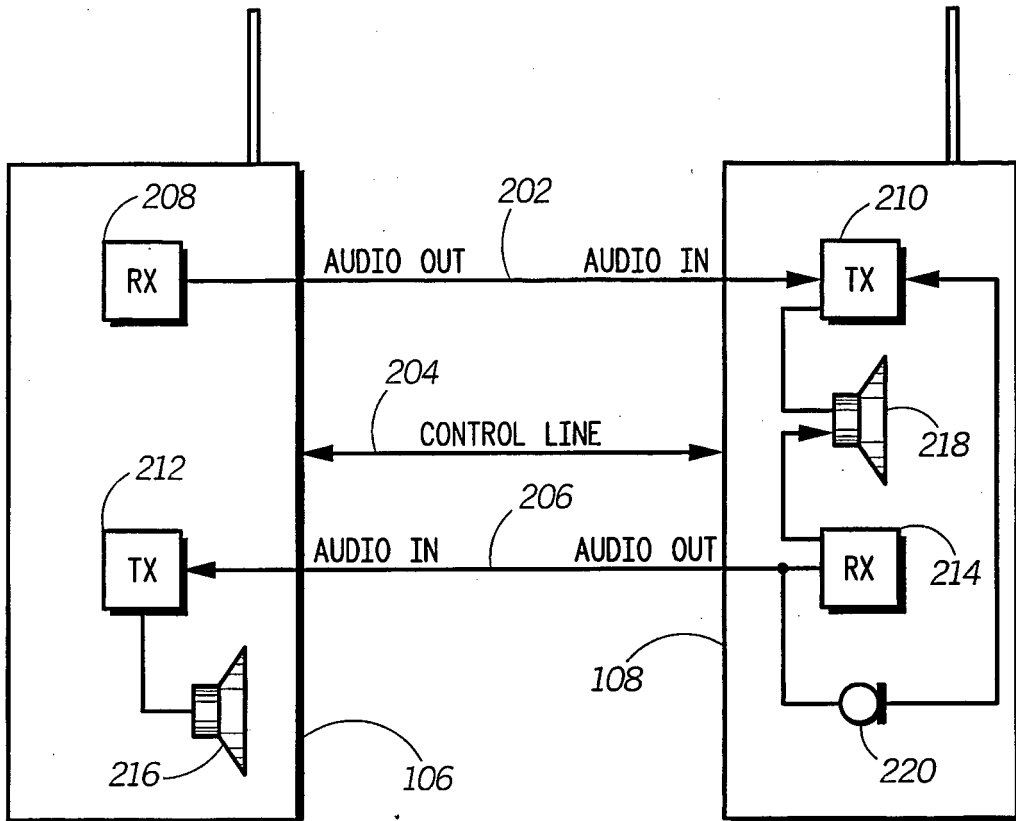 208
202
210
RX
AUDIO OUT
AUDIO IN
TX
204
CONTROL LINE
218
212
206
TX
AUDIO IN
AUDIO OUT
RX
214
108
216
106
220